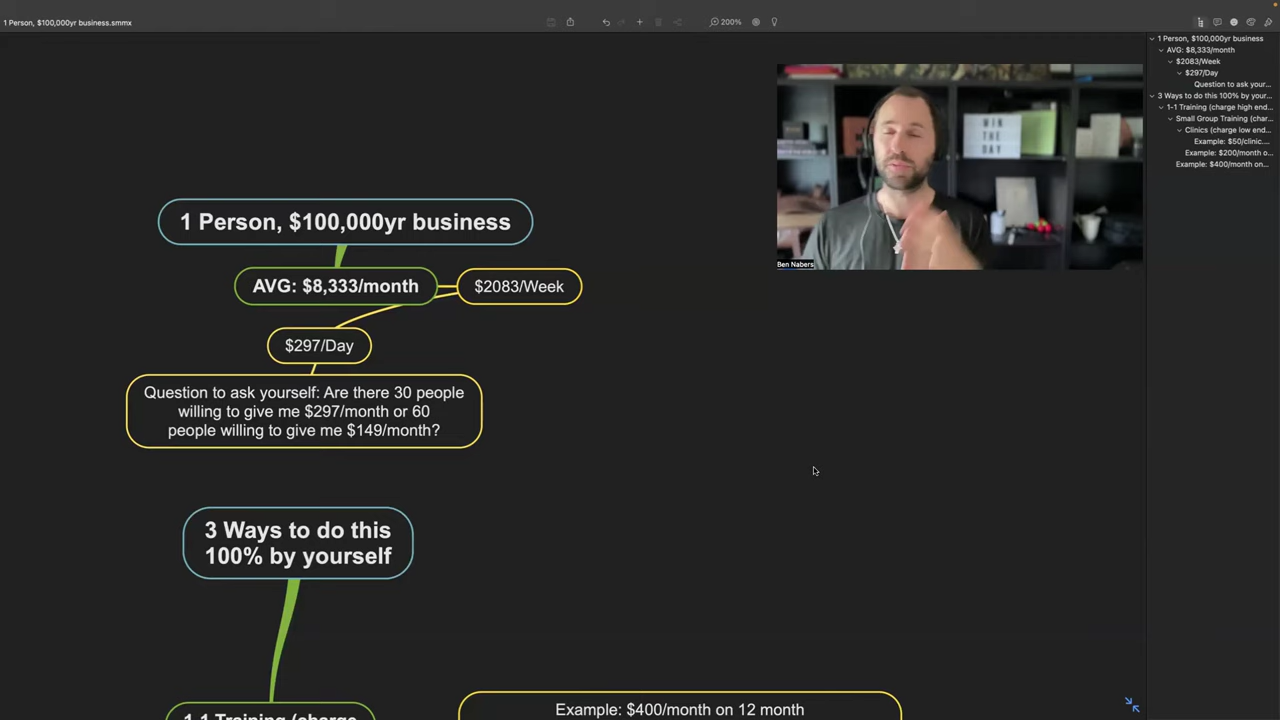 1 Person, $100,000yr business.smmx
200%
1 Person, $100,000yr business
AVG: $8,333/month
$2083/Week
$297/Day
Question to ask your...
3 Ways to do this 100% by your...
1-1 Training (charge high end...
Small Group Training (char...
Clinics (charge low end...
Example: $50/clinic....
Example: $200/month o...
Example: $400/month on...
WIN
THE
DAY
Ben Nabers
1 Person, $100,000yr business
AVG: $8,333/month
$2083/Week
$297/Day
Question to ask yourself: Are there 30 people
willing to give me $297/month or 60
people willing to give me $149/month?
3 Ways to do this
100% by yourself
1-1 Training (charge
Example: $400/month on 12 month